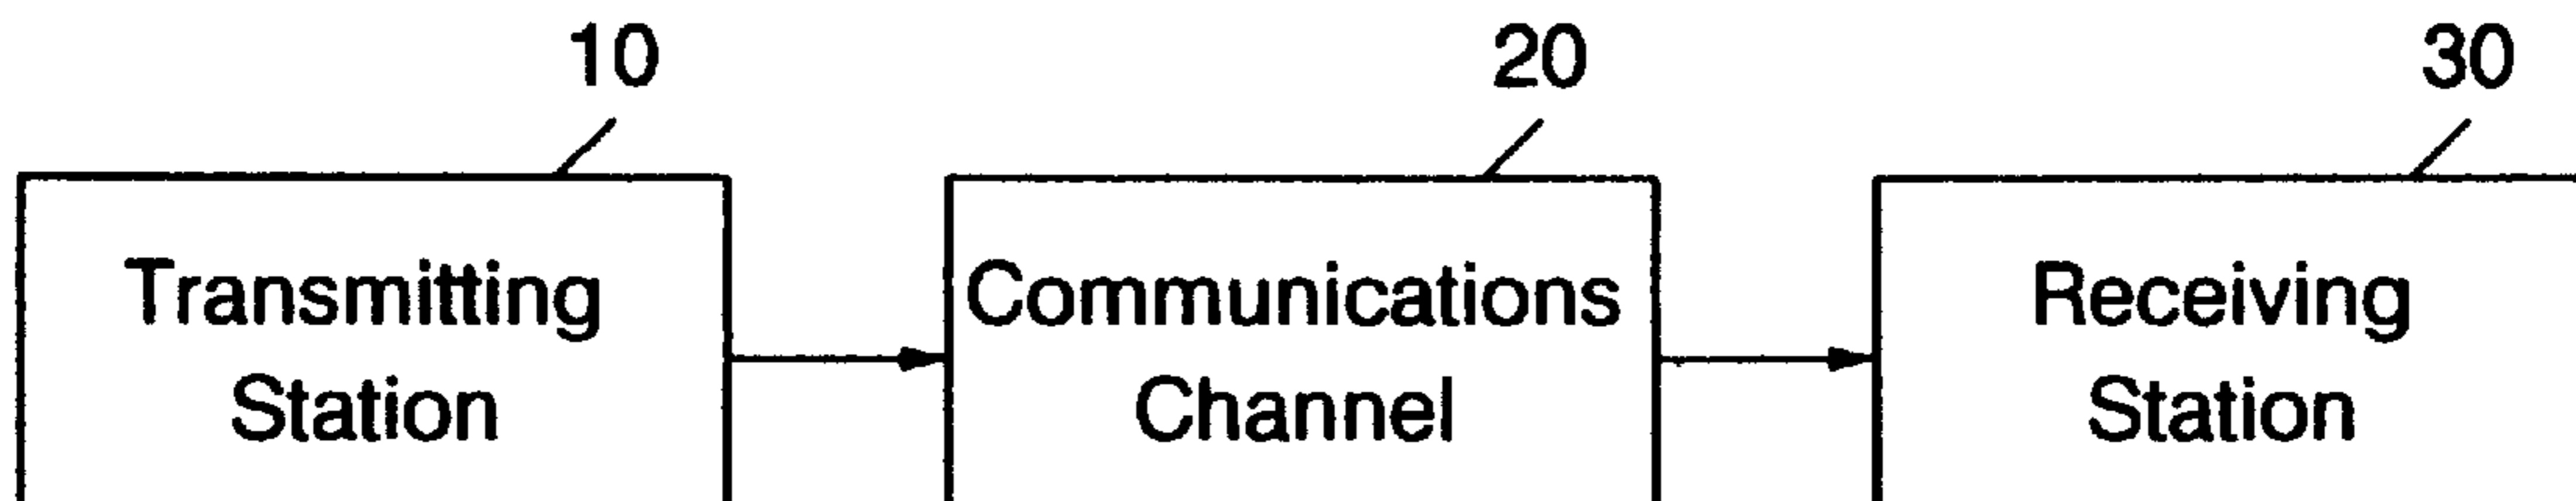 10 20 30
Transmitting Communications Receiving
Station Channel Station